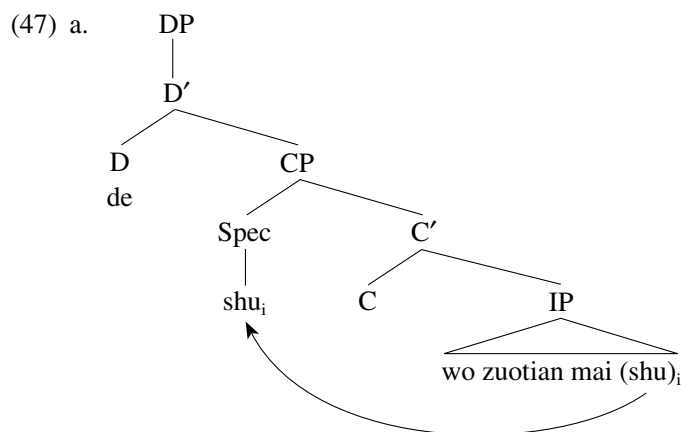 (47) a. DP
D′
D CP
de
Spec C′
shuᵢ C IP
wo zuotian mai (shu)ᵢ